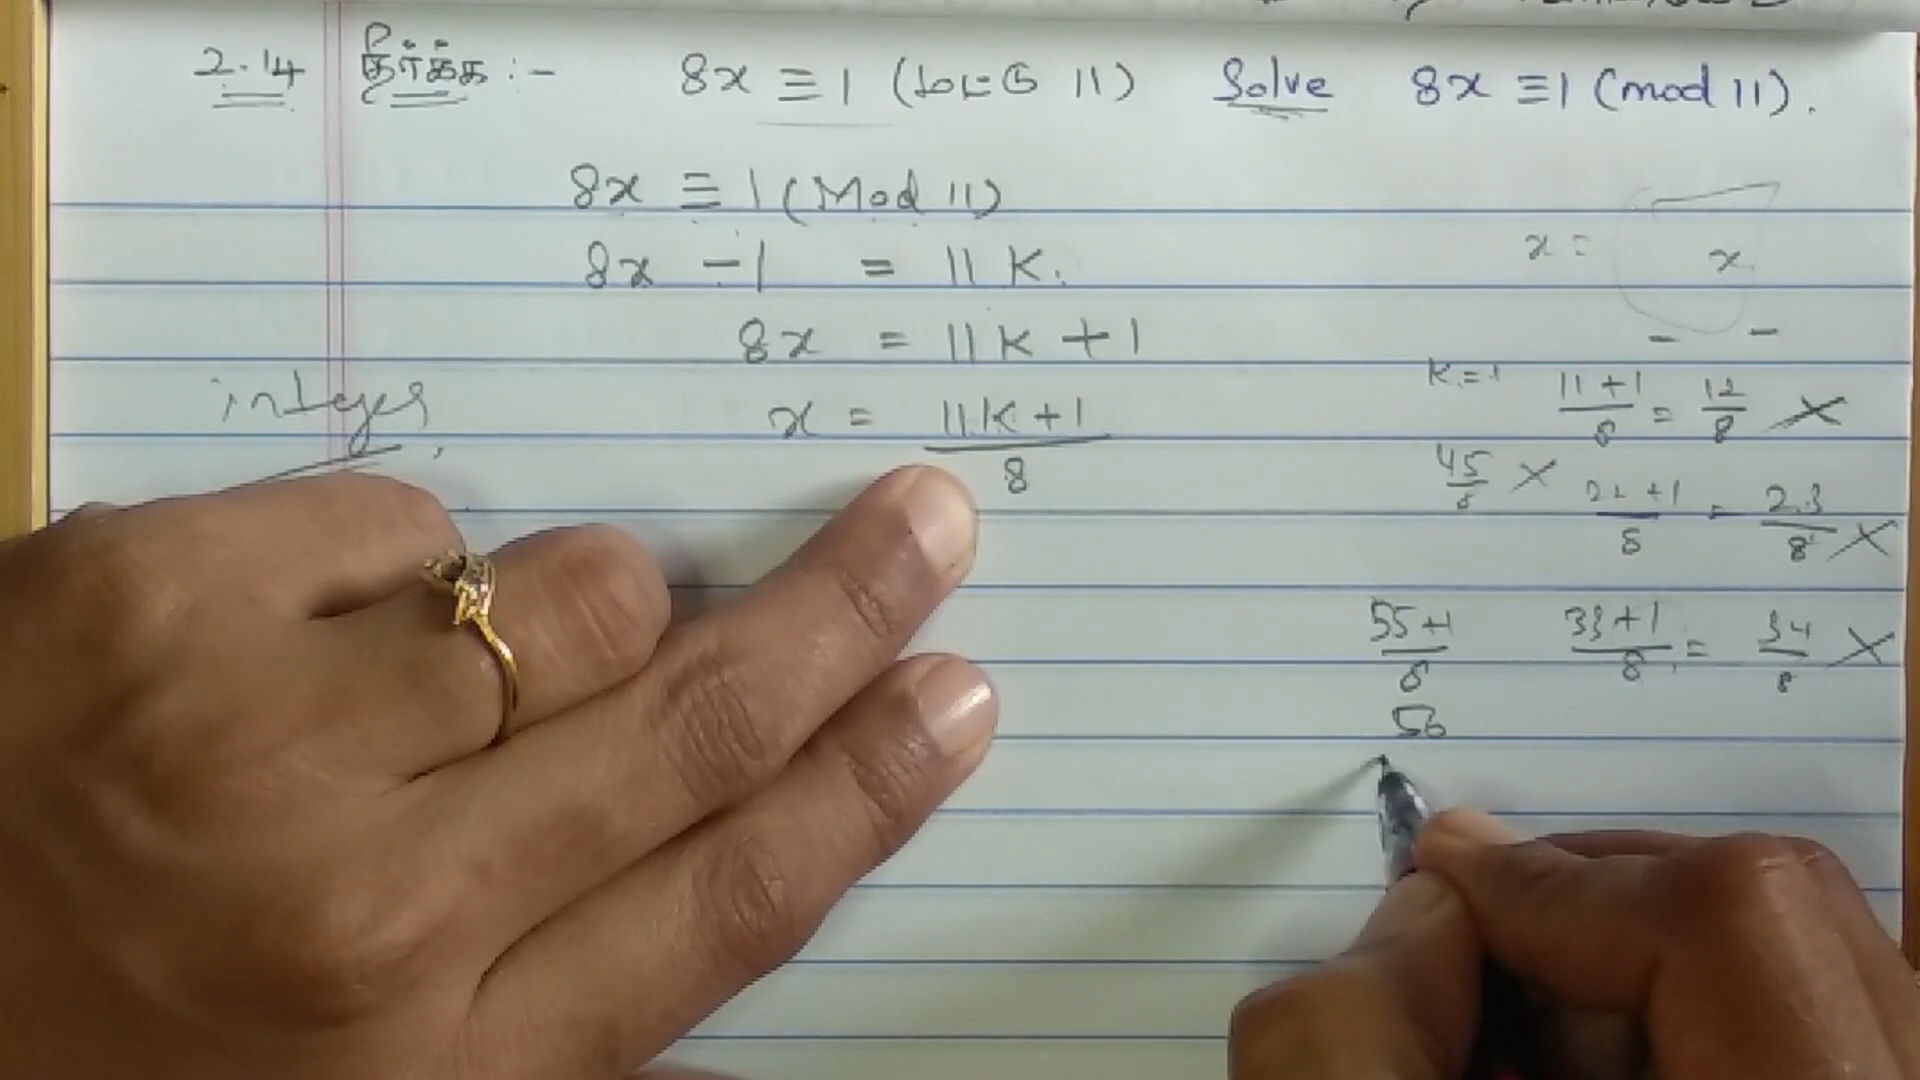 2.14 தீர்க்க :- 8x ≡ 1 (மட்டு 11) Solve 8x ≡ 1 (mod 11).
8x ≡ 1 (Mod 11)
8x - 1 = 11 K.
8x = 11K + 1
x = 11K + 1 / 8
integer.
x = x
- -
K = 1 11 + 1 / 8 = 12 / 8 X
45 / 8 X 22 + 1 / 8 = 23 / 8 X
55 + 1 / 8 33 + 1 / 8 = 34 / 8 X
56